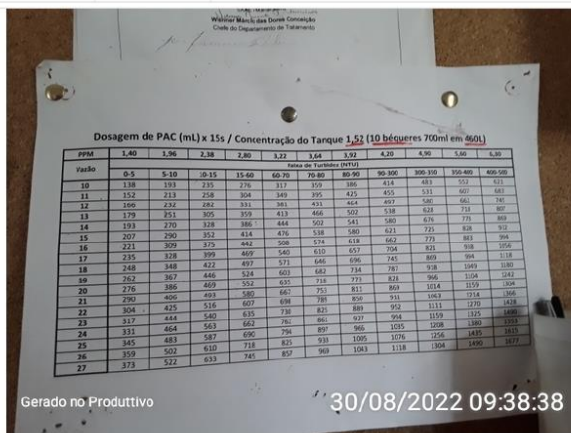 Walmer Márcio das Dores Conceição
Chefe do Departamento de Tratamento
Dosagem de PAC (mL) x 15s / Concentração do Tanque 1,52 (10 béqueres 700ml em 460L)
PPM 1,40 1,96 2,38 2,80 3,22 3,64 3,92 4,20 4,90 5,60 6,30
Vazão Faixa de Turbidez (NTU)
0-5 5-10 10-15 15-60 60-70 70-80 80-90 90-300 300-350 350-400 400-500
10 138 193 235 276 317 359 386 414 483 552 621
11 152 213 258 304 349 395 425 455 531 607 683
12 166 232 282 331 381 431 464 497 580 662 745
13 179 251 305 359 413 466 502 538 628 718 807
14 193 270 328 386 444 502 541 580 676 773 869
15 207 290 352 414 476 538 580 621 725 828 932
16 221 309 375 442 508 574 618 662 773 883 994
17 235 328 399 469 540 610 657 704 821 938 1056
18 248 348 422 497 571 646 696 745 869 994 1118
19 262 367 446 524 603 682 734 787 918 1049 1180
20 276 386 469 552 635 718 773 828 966 1104 1242
21 290 406 493 580 667 753 811 869 1014 1159 1304
22 304 425 516 607 698 789 850 911 1063 1214 1366
23 317 444 540 635 730 825 889 952 1111 1270 1428
24 331 464 563 662 762 861 927 994 1159 1325
25 345 483 587 690 794 897 966 1035 1208 1380 1553
26 359 502 610 718 825 933 1005 1076 1256 1435 1615
27 373 522 633 745 857 969 1043 1118 1304 1490 1677
Gerado no Produttivo
30/08/2022 09:38:38